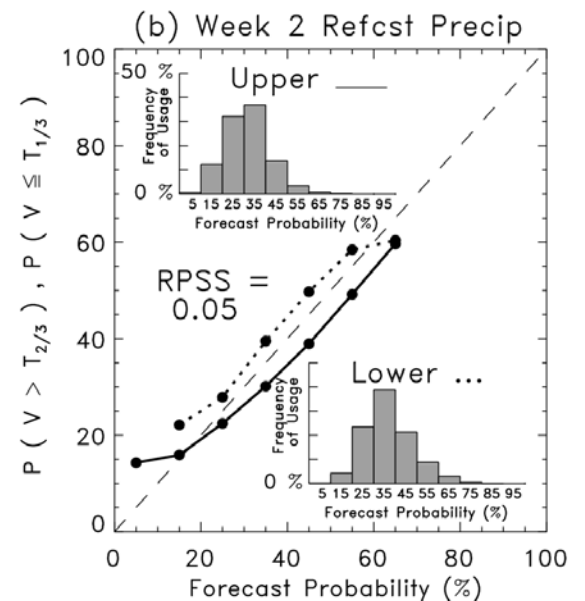 (b) Week 2 Refcst Precip
P ( V > T2/3 ) , P ( V ≦ T1/3 )
100
80
60
40
20
0
50 %
0 %
Frequency
of Usage
Upper
5 15 25 35 45 55 65 75 85 95
Forecast Probability (%)
RPSS =
0.05
Lower
Frequency
of Usage
0 %
5 15 25 35 45 55 65 75 85 95
Forecast Probability (%)
0 20 40 60 80 100
Forecast Probability (%)